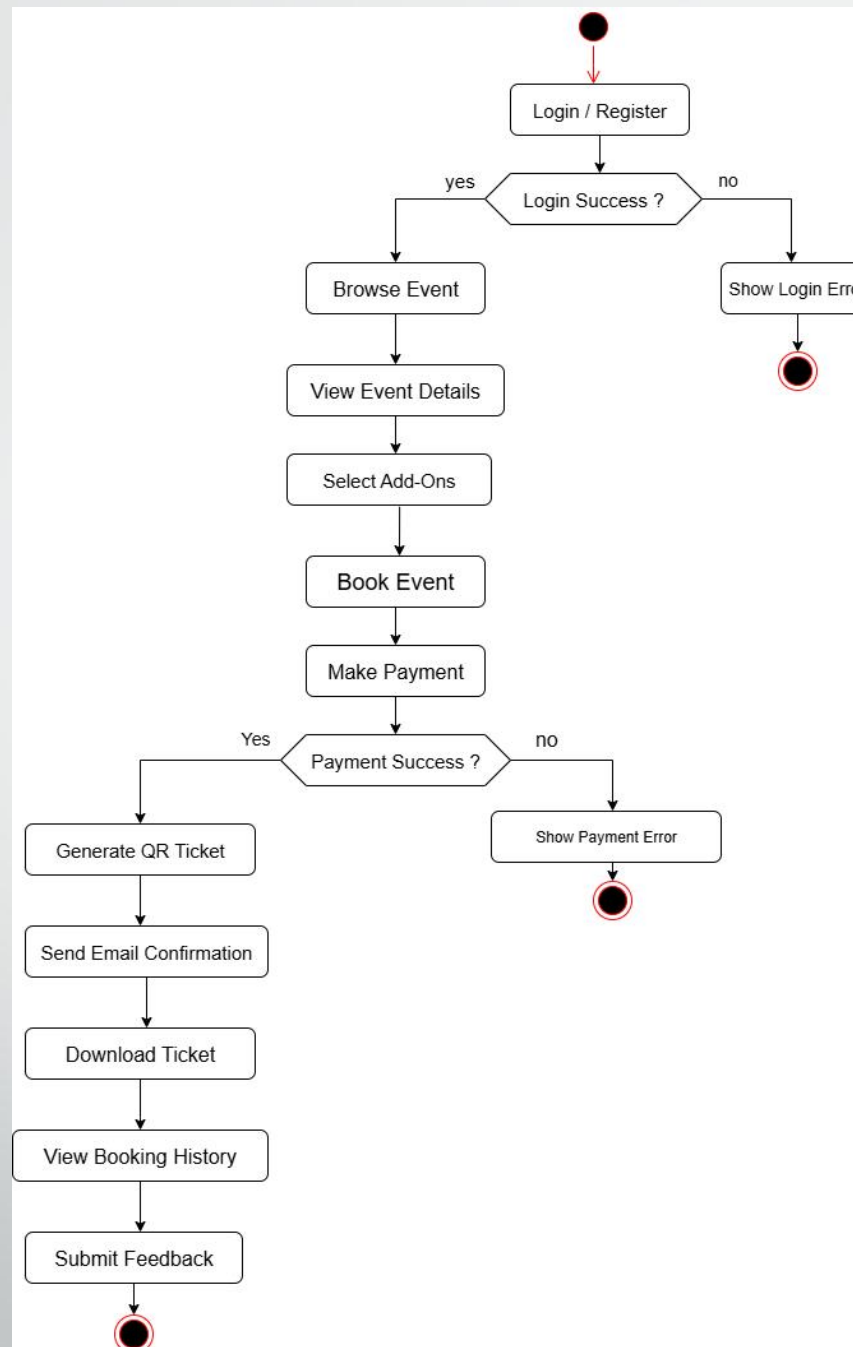 Login / Register
yes
no
Login Success ?
Browse Event
Show Login Erro
View Event Details
Select Add-Ons
Book Event
Make Payment
Yes
no
Payment Success ?
Generate QR Ticket
Show Payment Error
Send Email Confirmation
Download Ticket
View Booking History
Submit Feedback